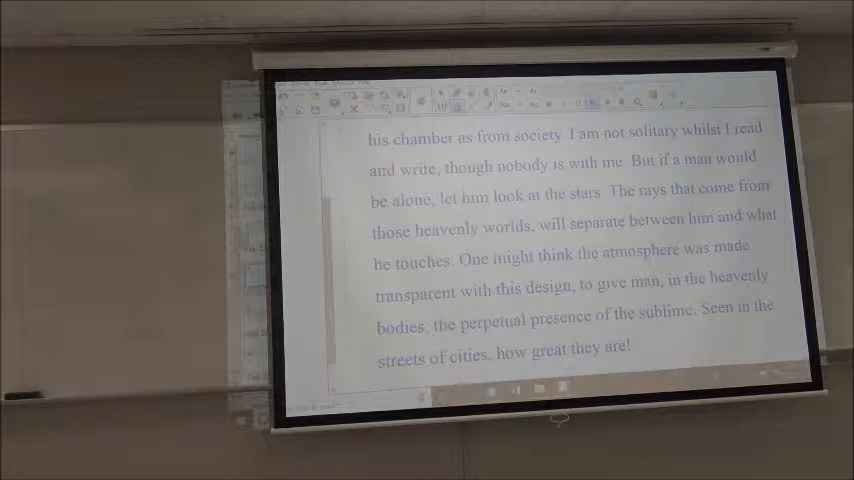 his chamber as from society. I am not solitary whilst I read
and write, though nobody is with me. But if a man would
be alone, let him look at the stars. The rays that come from
those heavenly worlds, will separate between him and what
he touches. One might think the atmosphere was made
transparent with this design, to give man, in the heavenly
bodies, the perpetual presence of the sublime. Seen in the
streets of cities, how great they are!